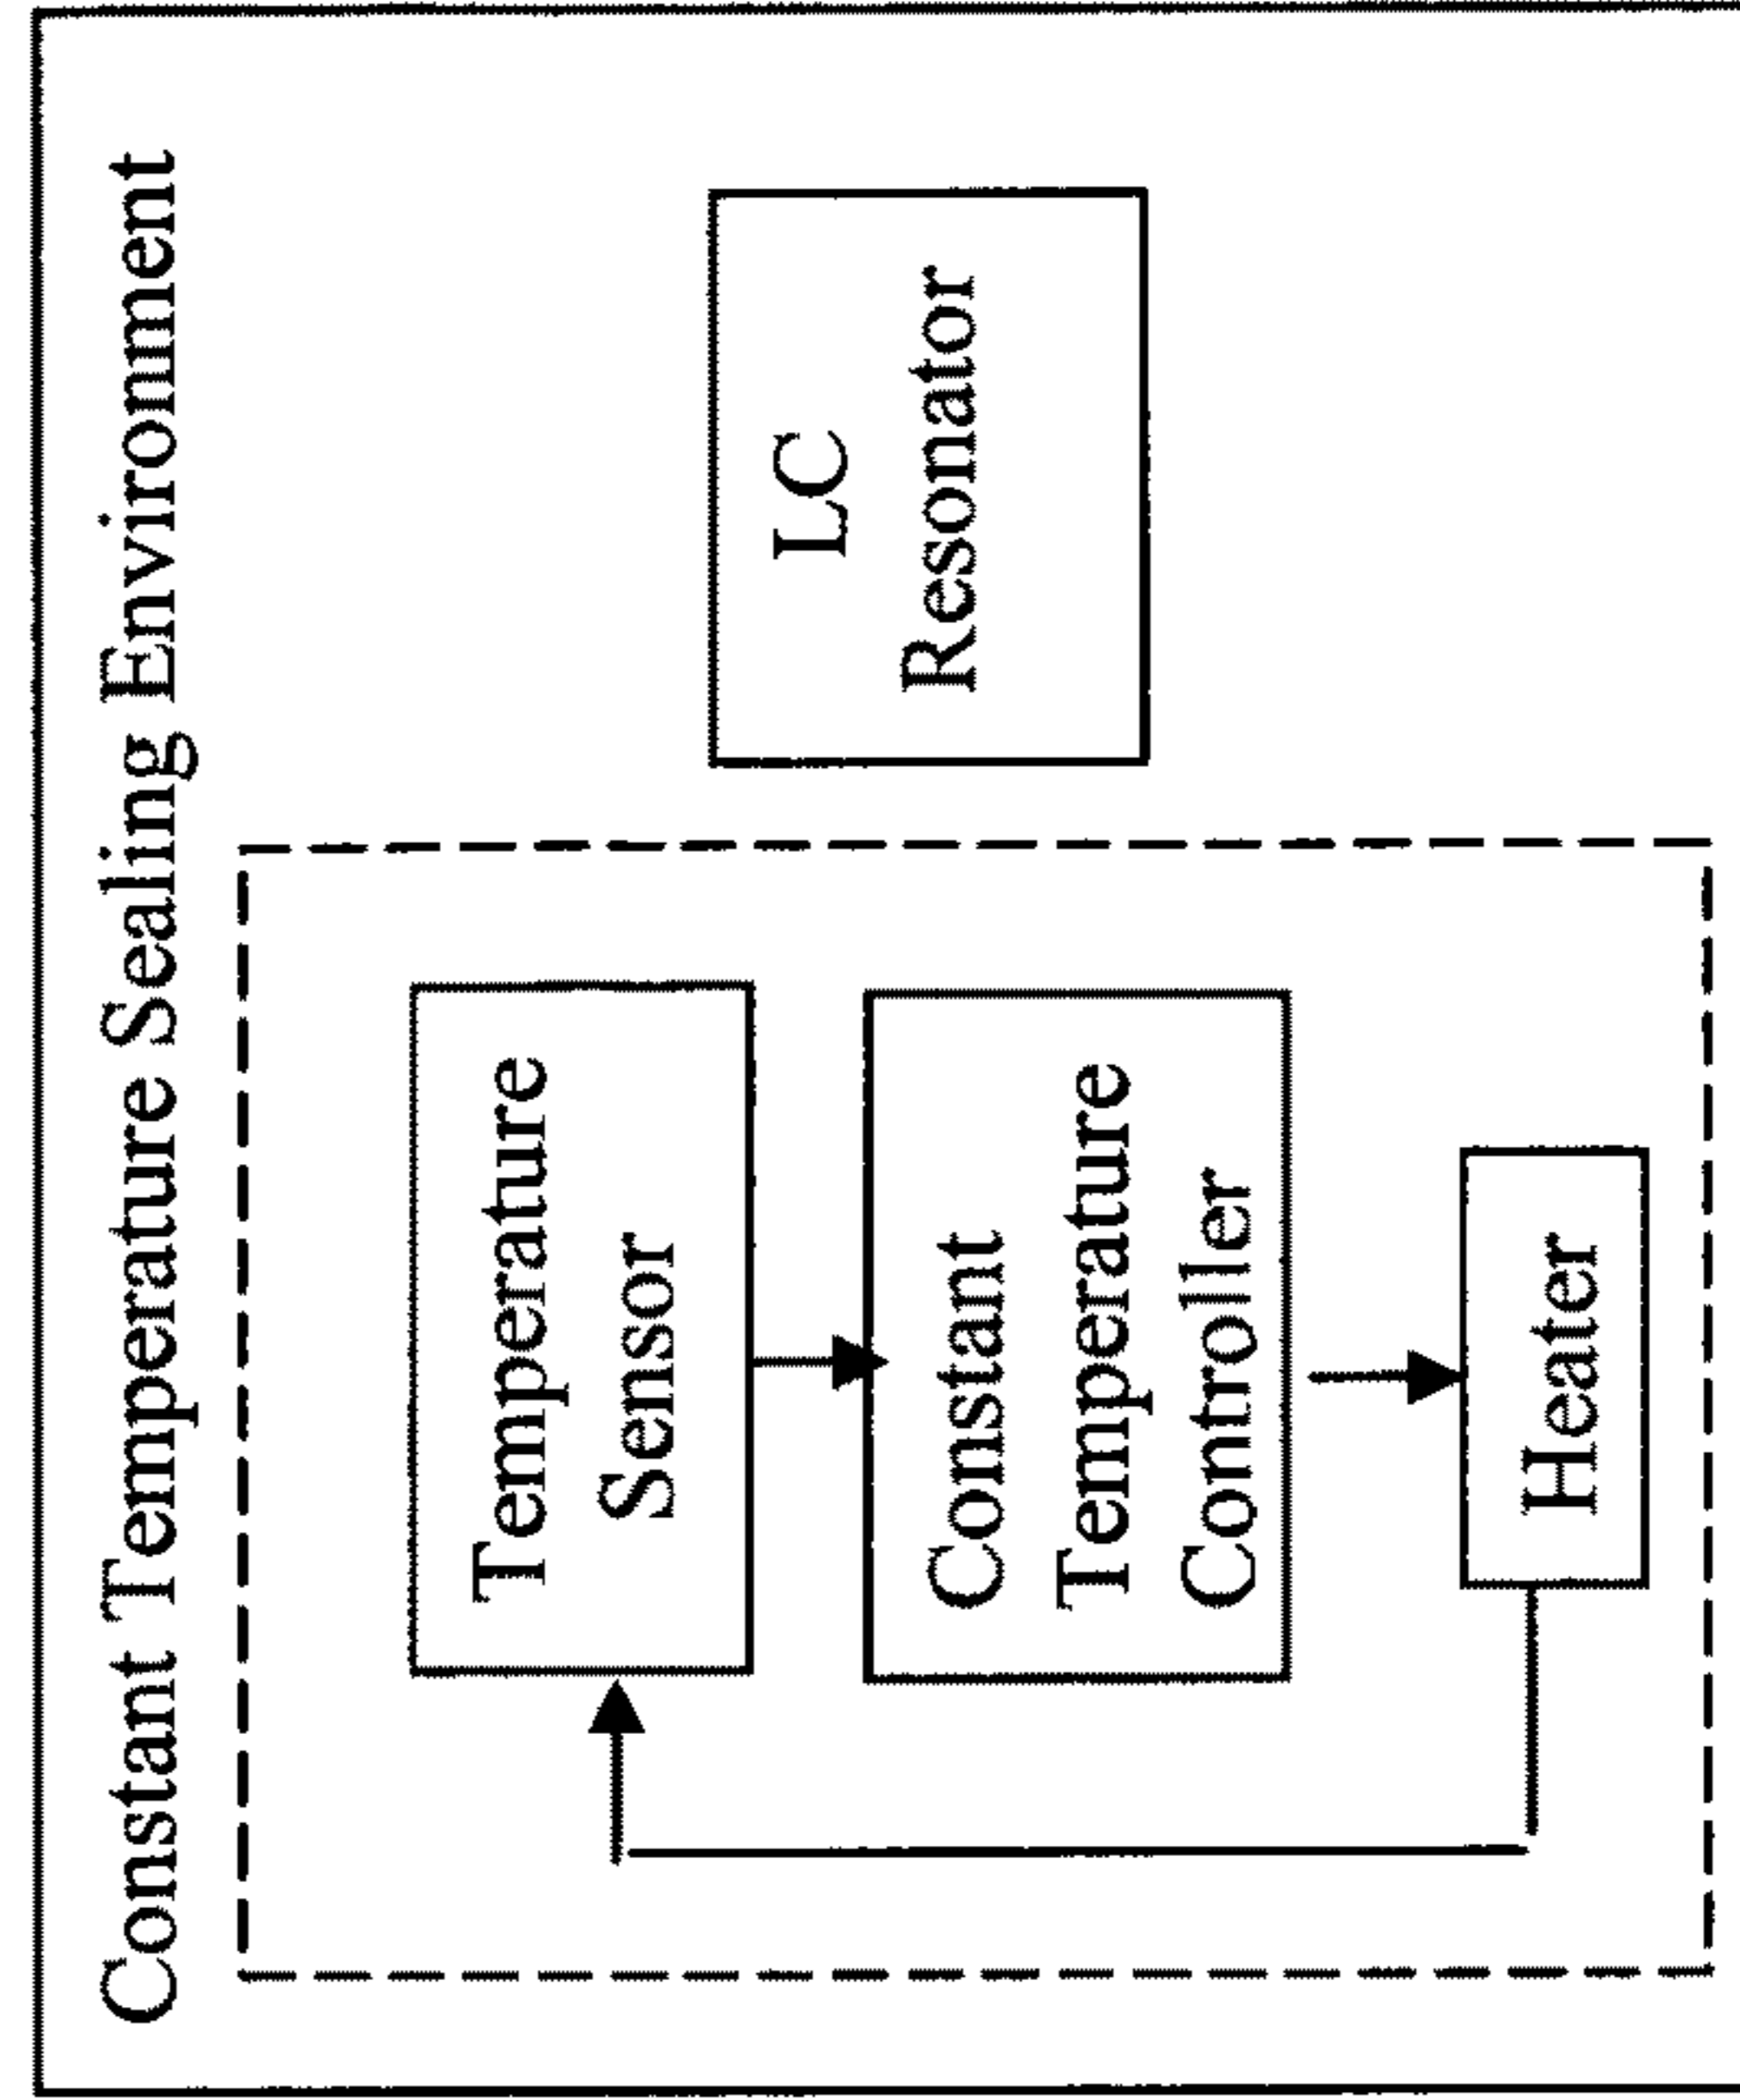 Constant Temperature Sealing Environment
Temperature
Sensor
Constant
Temperature
Controller
Heater
LC
Resonator